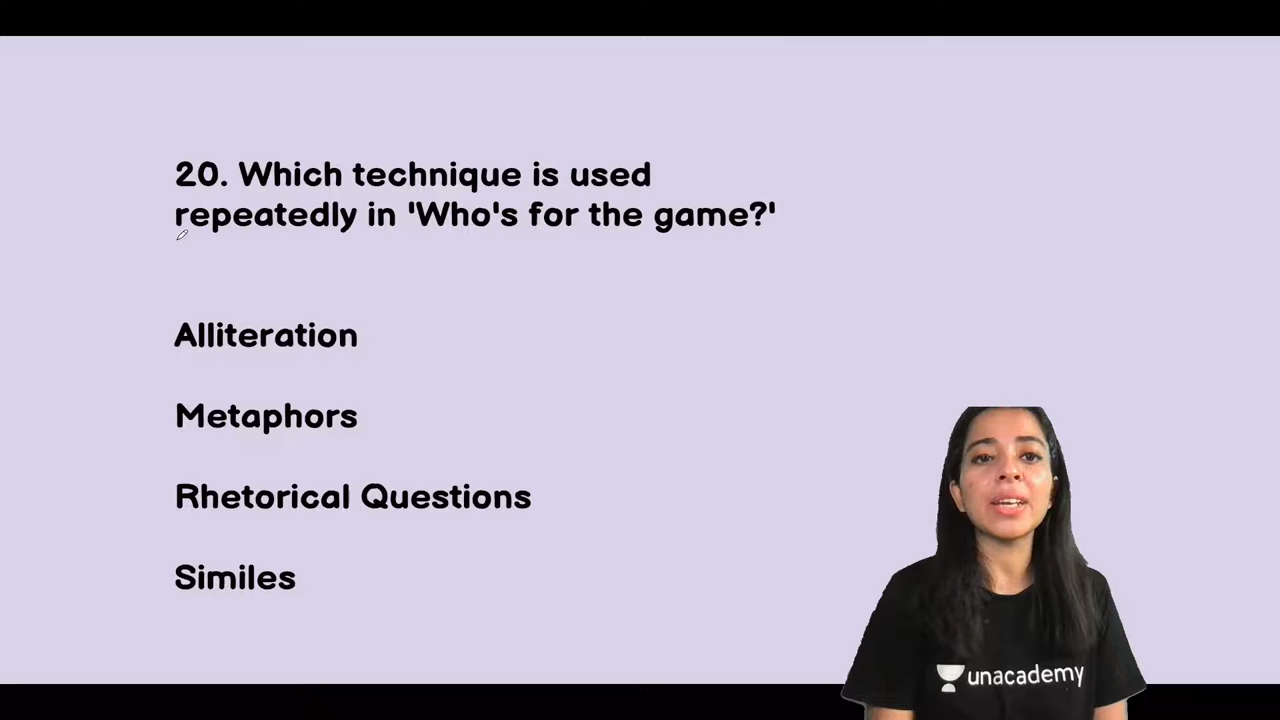 20. Which technique is used
repeatedly in 'Who's for the game?'
Alliteration
Metaphors
Rhetorical Questions
Similes
unacademy